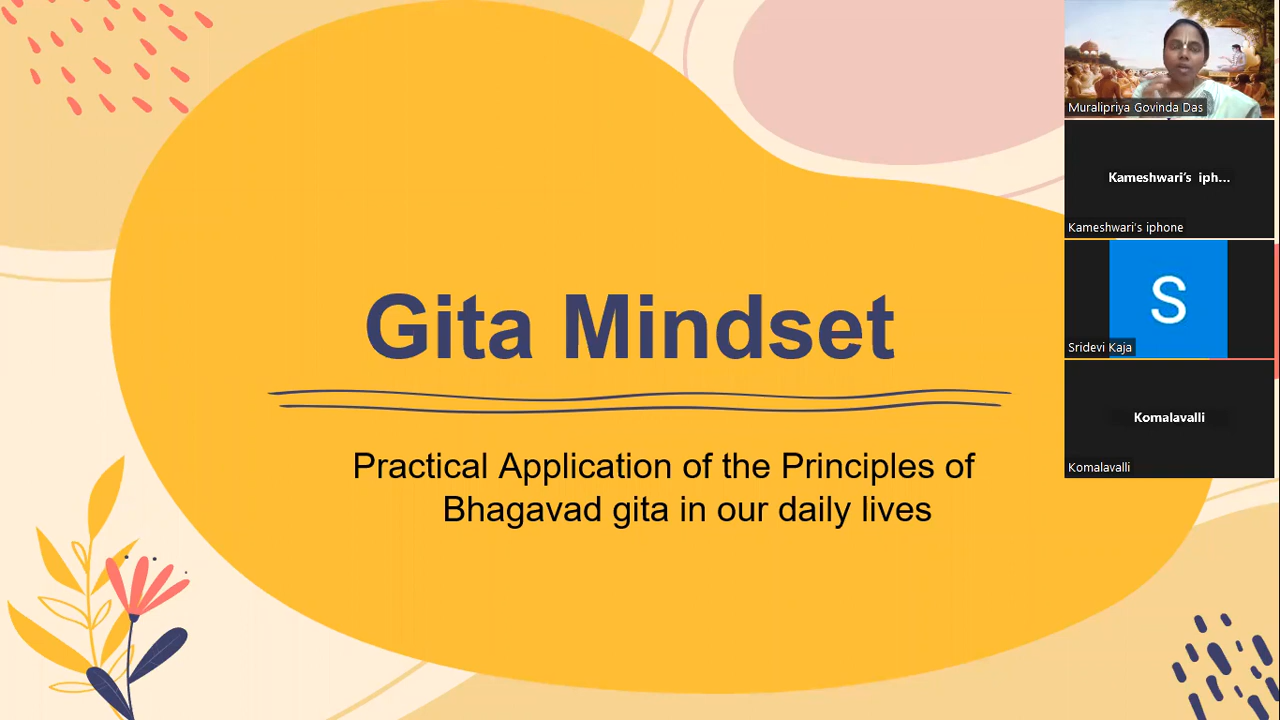 Gita Mindset
Practical Application of the Principles of
Bhagavad gita in our daily lives
Muralipriya Govinda Das
Kameshwari's iph...
Kameshwari's iphone
S
Sridevi Kaja
Komalavalli
Komalavalli